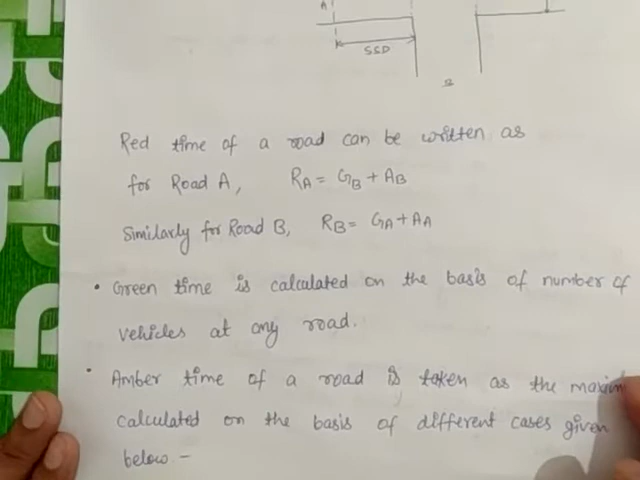 A
SSD
B
Red time of a road can be written as
for Road A, RA = GB + AB
Similarly for Road B, RB = GA + AA
• Green time is calculated on the basis of number of
vehicles at any road.
• Amber time of a road is taken as the
calculated on the basis of different cases given
below -